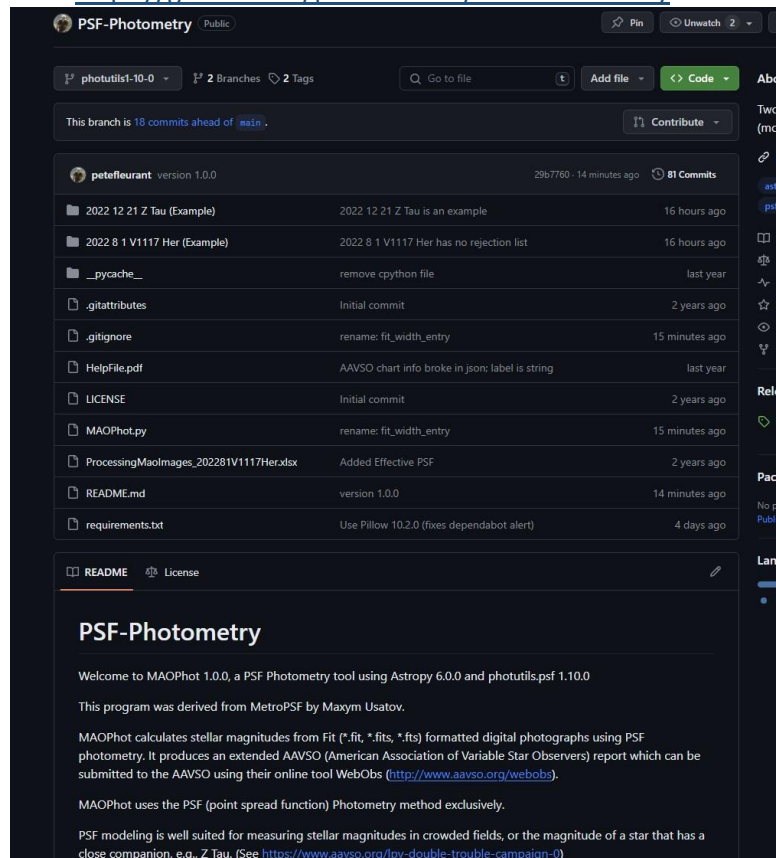 PSF-Photometry Public
Pin
Unwatch 2
photutils1-10-0
2 Branches
2 Tags
Go to file
t
Add file
Code
This branch is 18 commits ahead of main.
Contribute
petefleurant version 1.0.0 29b7760 · 14 minutes ago 81 Commits
2022 12 21 Z Tau (Example) 2022 12 21 Z Tau is an example 16 hours ago
2022 8 1 V1117 Her (Example) 2022 8 1 V1117 Her has no rejection list 16 hours ago
__pycache__ remove cpython file last year
.gitattributes Initial commit 2 years ago
.gitignore rename: fit_width_entry 15 minutes ago
HelpFile.pdf AAVSO chart info broke in json; label is string last year
LICENSE Initial commit 2 years ago
MAOPhot.py rename: fit_width_entry 15 minutes ago
ProcessingMaoImages_202281V1117Her.xlsx Added Effective PSF 2 years ago
README.md version 1.0.0 14 minutes ago
requirements.txt Use Pillow 10.2.0 (fixes dependabot alert) 4 days ago
README License
PSF-Photometry
Welcome to MAOPhot 1.0.0, a PSF Photometry tool using Astropy 6.0.0 and photutils.psf 1.10.0
This program was derived from MetroPSF by Maxym Usatov.
MAOPhot calculates stellar magnitudes from Fit (*.fit, *.fits, *.fts) formatted digital photographs using PSF
photometry. It produces an extended AAVSO (American Association of Variable Star Observers) report which can be
submitted to the AAVSO using their online tool WebObs (http://www.aavso.org/webobs).
MAOPhot uses the PSF (point spread function) Photometry method exclusively.
PSF modeling is well suited for measuring stellar magnitudes in crowded fields, or the magnitude of a star that has a
close companion, e.g., Z Tau. (See https://www.aavso.org/lpv-double-trouble-campaign-0)